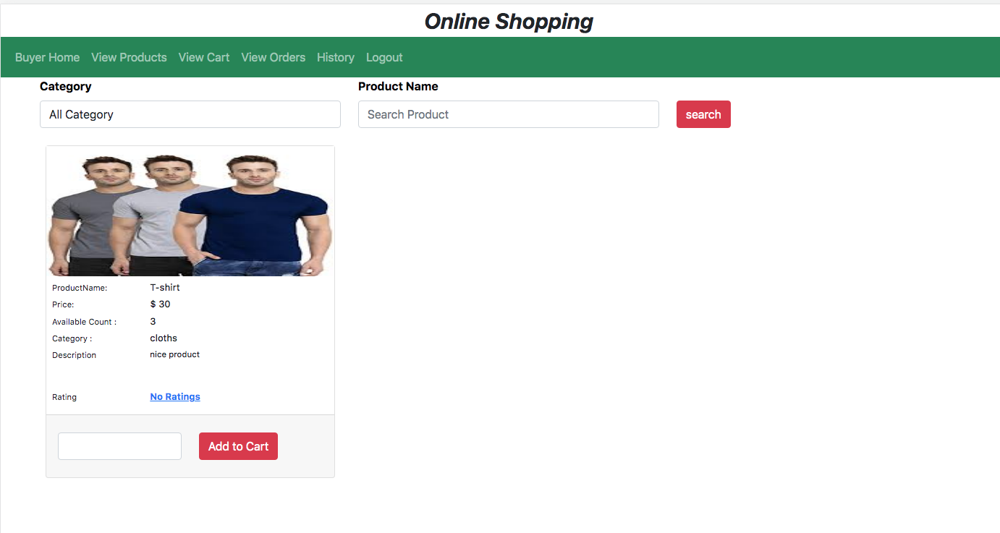 Online Shopping
Buyer Home View Products View Cart View Orders History Logout
Category Product Name
All Category Search Product search
ProductName: T-shirt
Price: $ 30
Available Count : 3
Category : cloths
Description nice product
Rating No Ratings
Add to Cart